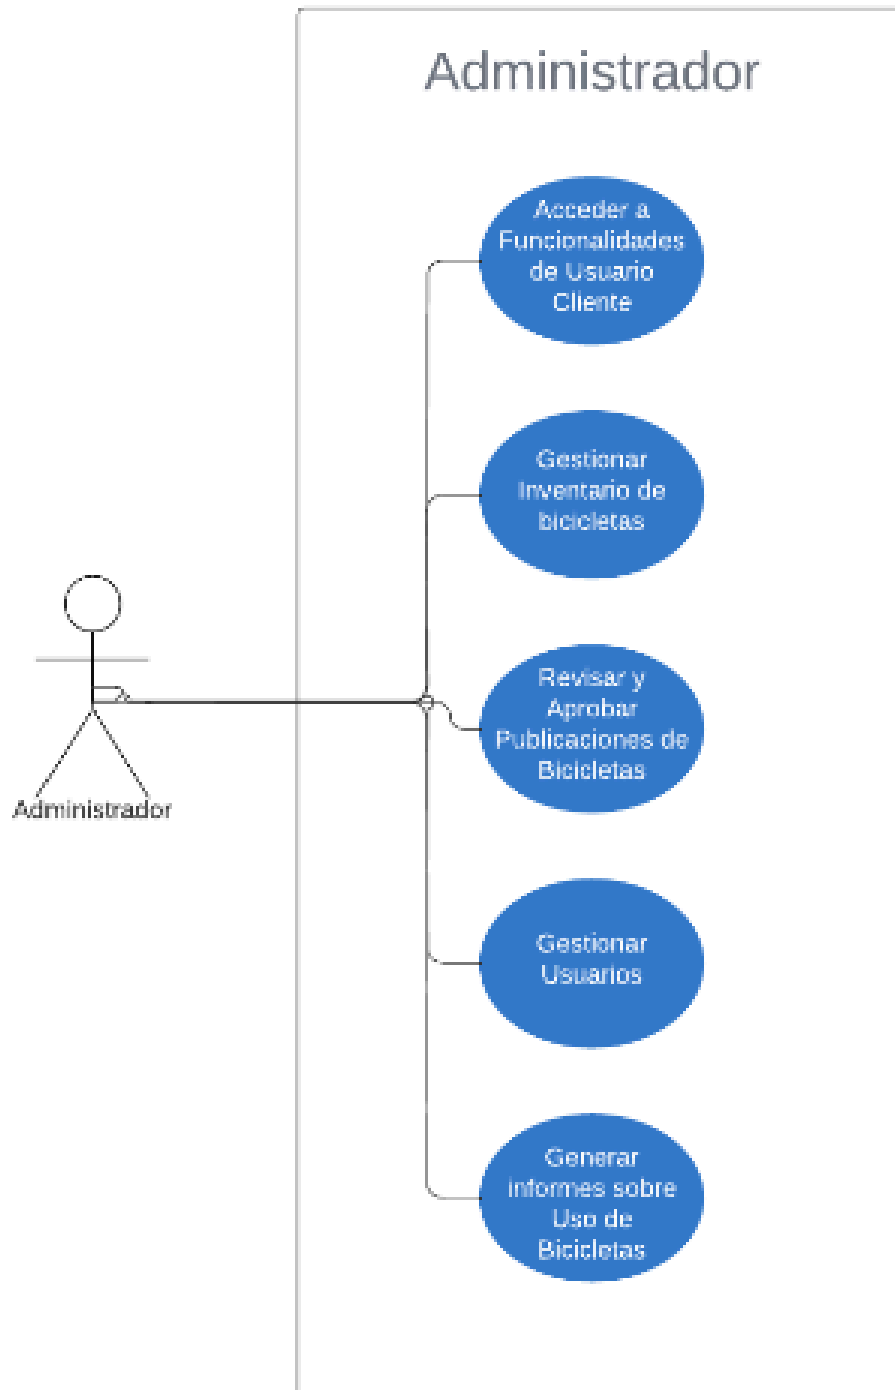 Administrador
Acceder a
Funcionalidades
de Usuario
Cliente
Gestionar
Inventario de
bicicletas
Revisar y
Aprobar
Publicaciones de
Bicicletas
Administrador
Gestionar
Usuarios
Generar
informes sobre
Uso de
Bicicletas